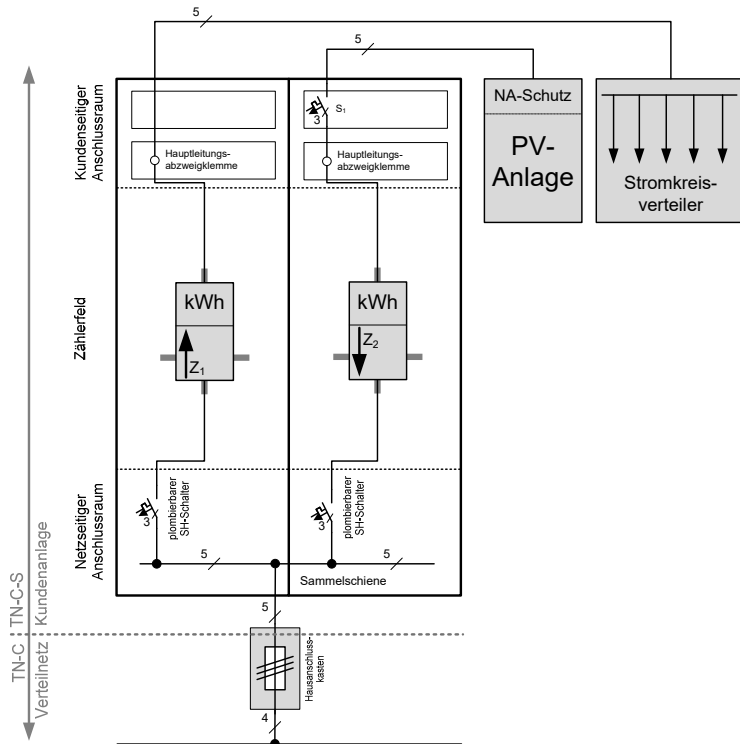 5
5
Kundenseitiger
Anschlussraum
S1
3
NA-Schutz
PV-
Anlage
Stromkreis-
verteiler
Hauptleitungs-
abzweigklemme
Hauptleitungs-
abzweigklemme
Zählerfeld
kWh
Z1
kWh
Z2
Netzseitiger
Anschlussraum
3
plombierbarer
SH-Schalter
3
plombierbarer
SH-Schalter
5
5
Sammelschiene
TN-C-S
Kundenanlage
5
TN-C
Verteilnetz
Hausanschluss-
kasten
4